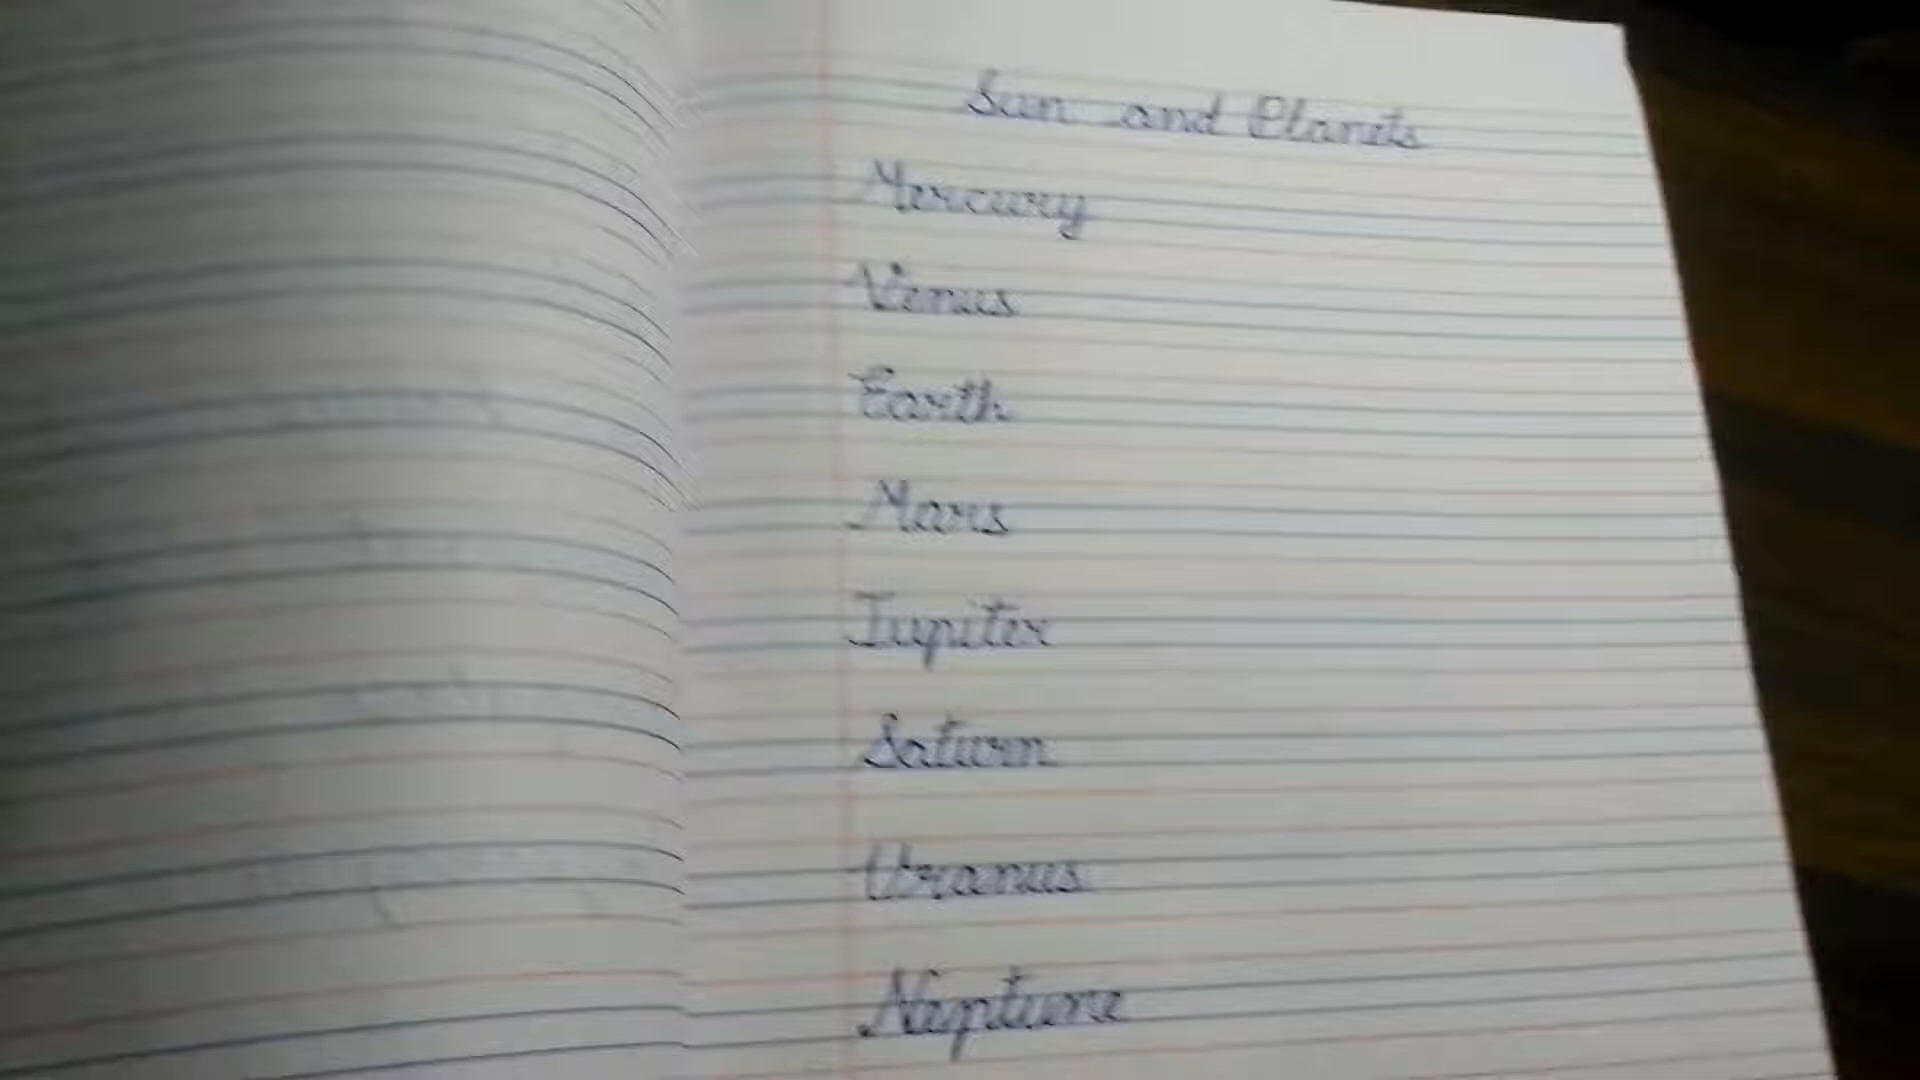 Sun and Planets
Mercury
Venus
Earth
Mars
Jupiter
Saturn
Uranus
Neptune